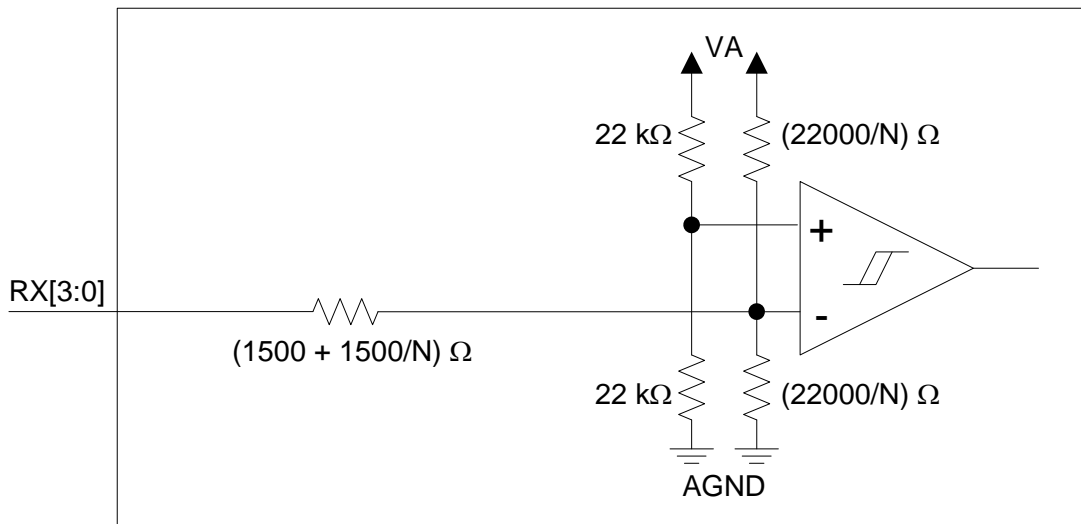 VA
22 kΩ
(22000/N) Ω
+
RX[3:0]
-
(1500 + 1500/N) Ω
22 kΩ
(22000/N) Ω
AGND